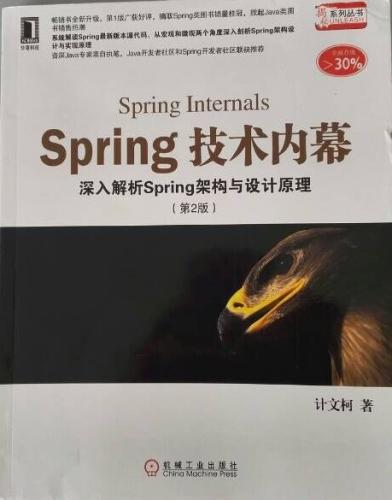 畅销书全新升级，第1版广获好评，摘取Spring类图书销量桂冠，掀起Java类图
书销售热潮
系统解读Spring最新版本源代码，从宏观和微观两个角度深入剖析Spring架构设
计与实现原理
资深Java专家亲自执笔，Java开发者社区和Spring开发者社区联袂推荐
华章科技
揭秘
系列丛书
UNLEASH
>30%
Spring Internals
Spring 技术内幕
深入解析Spring架构与设计原理
（第2版）
计文柯 著
机械工业出版社
China Machine Press